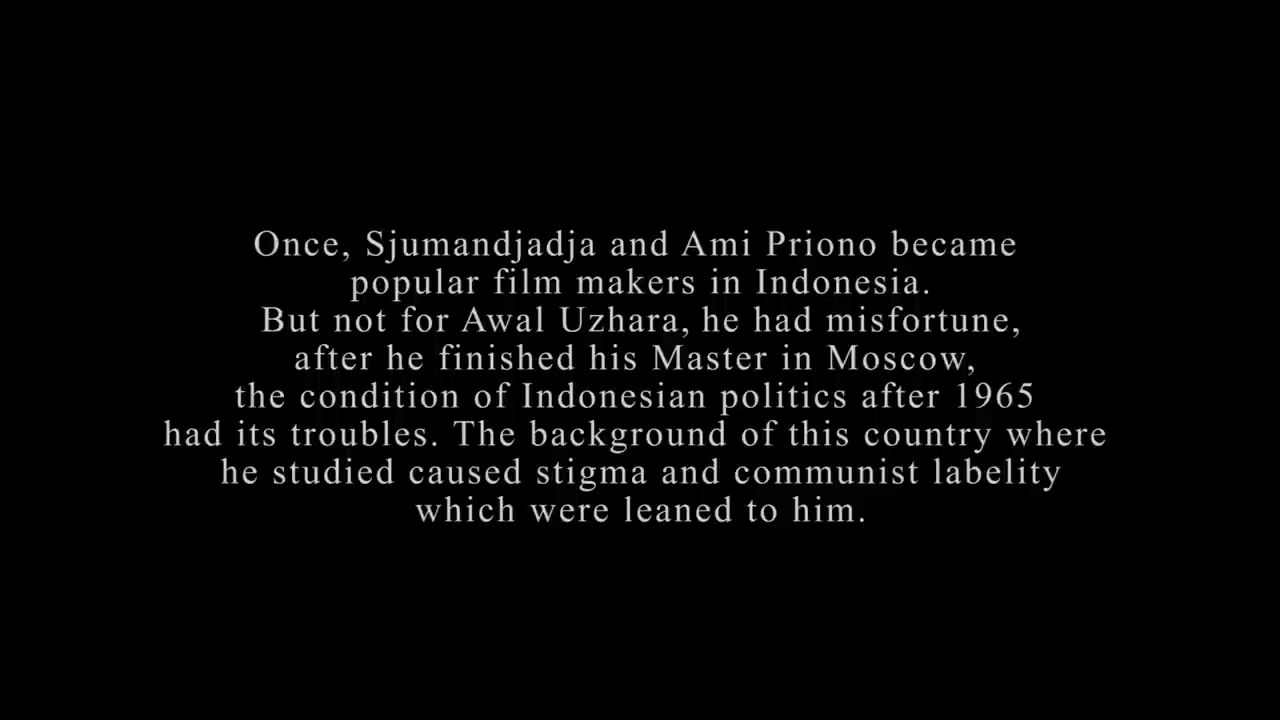 Once, Sjumandjadja and Ami Priono became
popular film makers in Indonesia.
But not for Awal Uzhara, he had misfortune,
after he finished his Master in Moscow,
the condition of Indonesian politics after 1965
had its troubles. The background of this country where
he studied caused stigma and communist labelity
which were leaned to him.